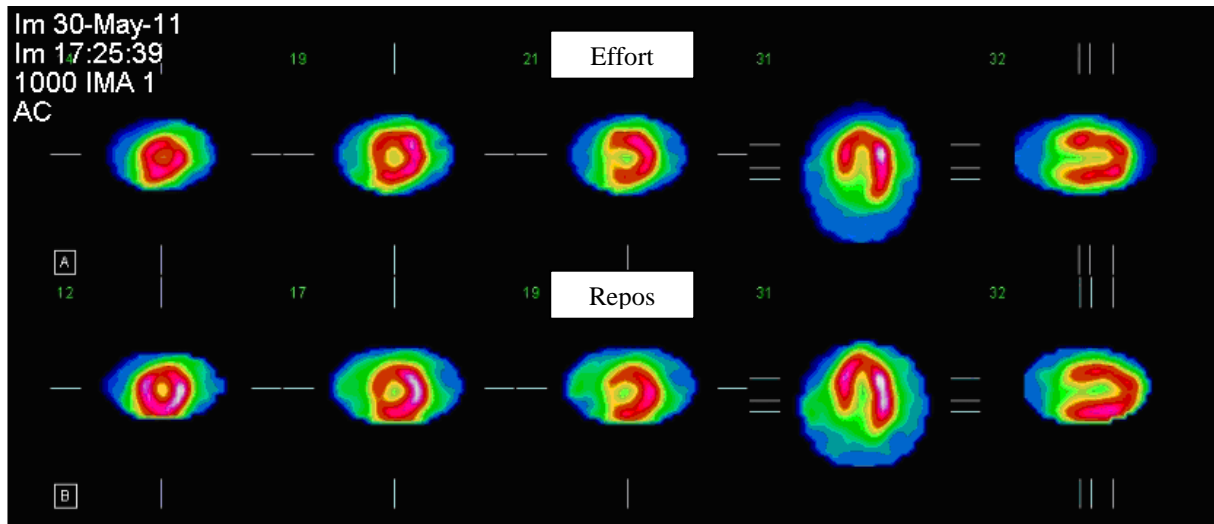 Im 30-May-11
Im 17:25:39
1000 IMA 1
AC
4 19 21 Effort 31 32
A
12 17 19 Repos 31 32
B